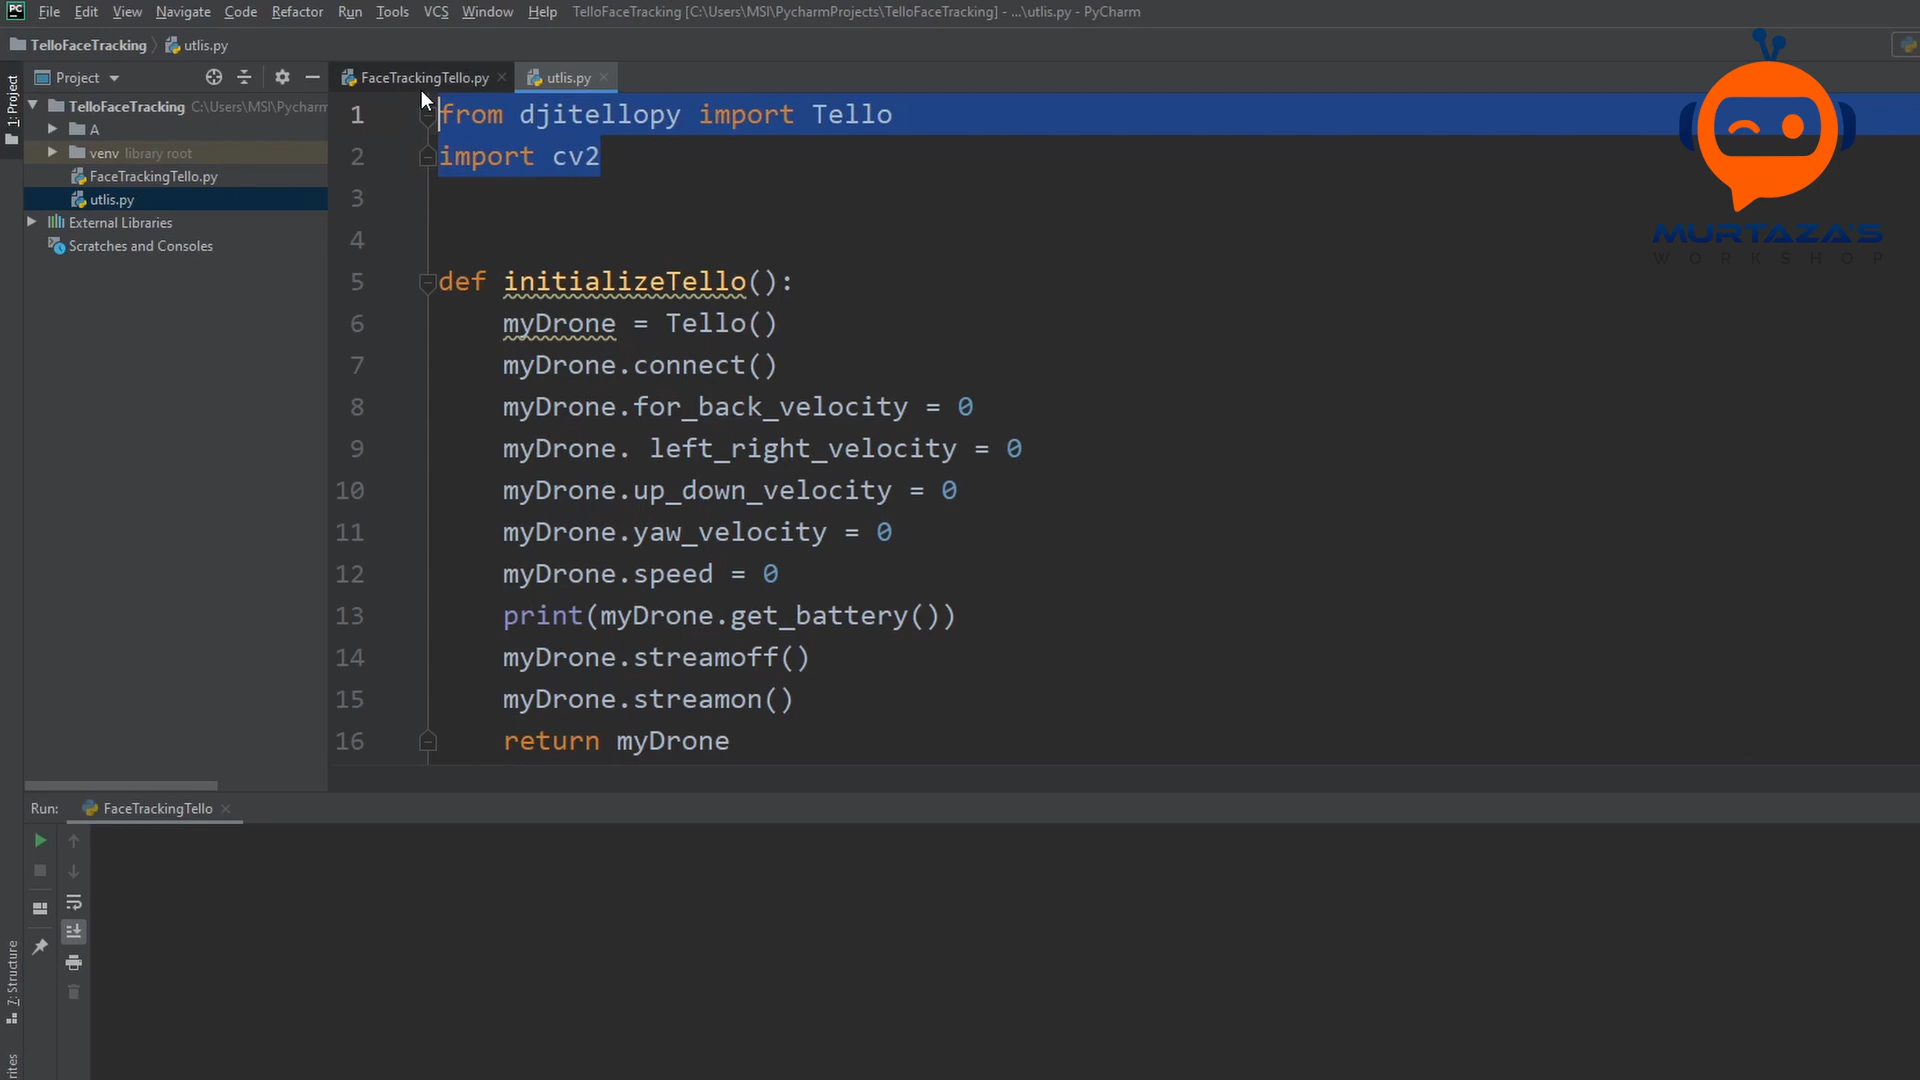 File Edit View Navigate Code Refactor Run Tools VCS Window Help TelloFaceTracking [C:\Users\MSI\PycharmProjects\TelloFaceTracking] - ...\utlis.py - PyCharm
TelloFaceTracking utlis.py
1: Project
Project
FaceTrackingTello.py utlis.py
TelloFaceTracking C:\Users\MSI\Pycharm
A
venv library root
FaceTrackingTello.py
utlis.py
External Libraries
Scratches and Consoles
1 from djitellopy import Tello
2 import cv2
3
4
5 def initializeTello():
6 myDrone = Tello()
7 myDrone.connect()
8 myDrone.for_back_velocity = 0
9 myDrone. left_right_velocity = 0
10 myDrone.up_down_velocity = 0
11 myDrone.yaw_velocity = 0
12 myDrone.speed = 0
13 print(myDrone.get_battery())
14 myDrone.streamoff()
15 myDrone.streamon()
16 return myDrone
MURTAZA'S
WORKSHOP
Run: FaceTrackingTello
7: Structure
rites
PC